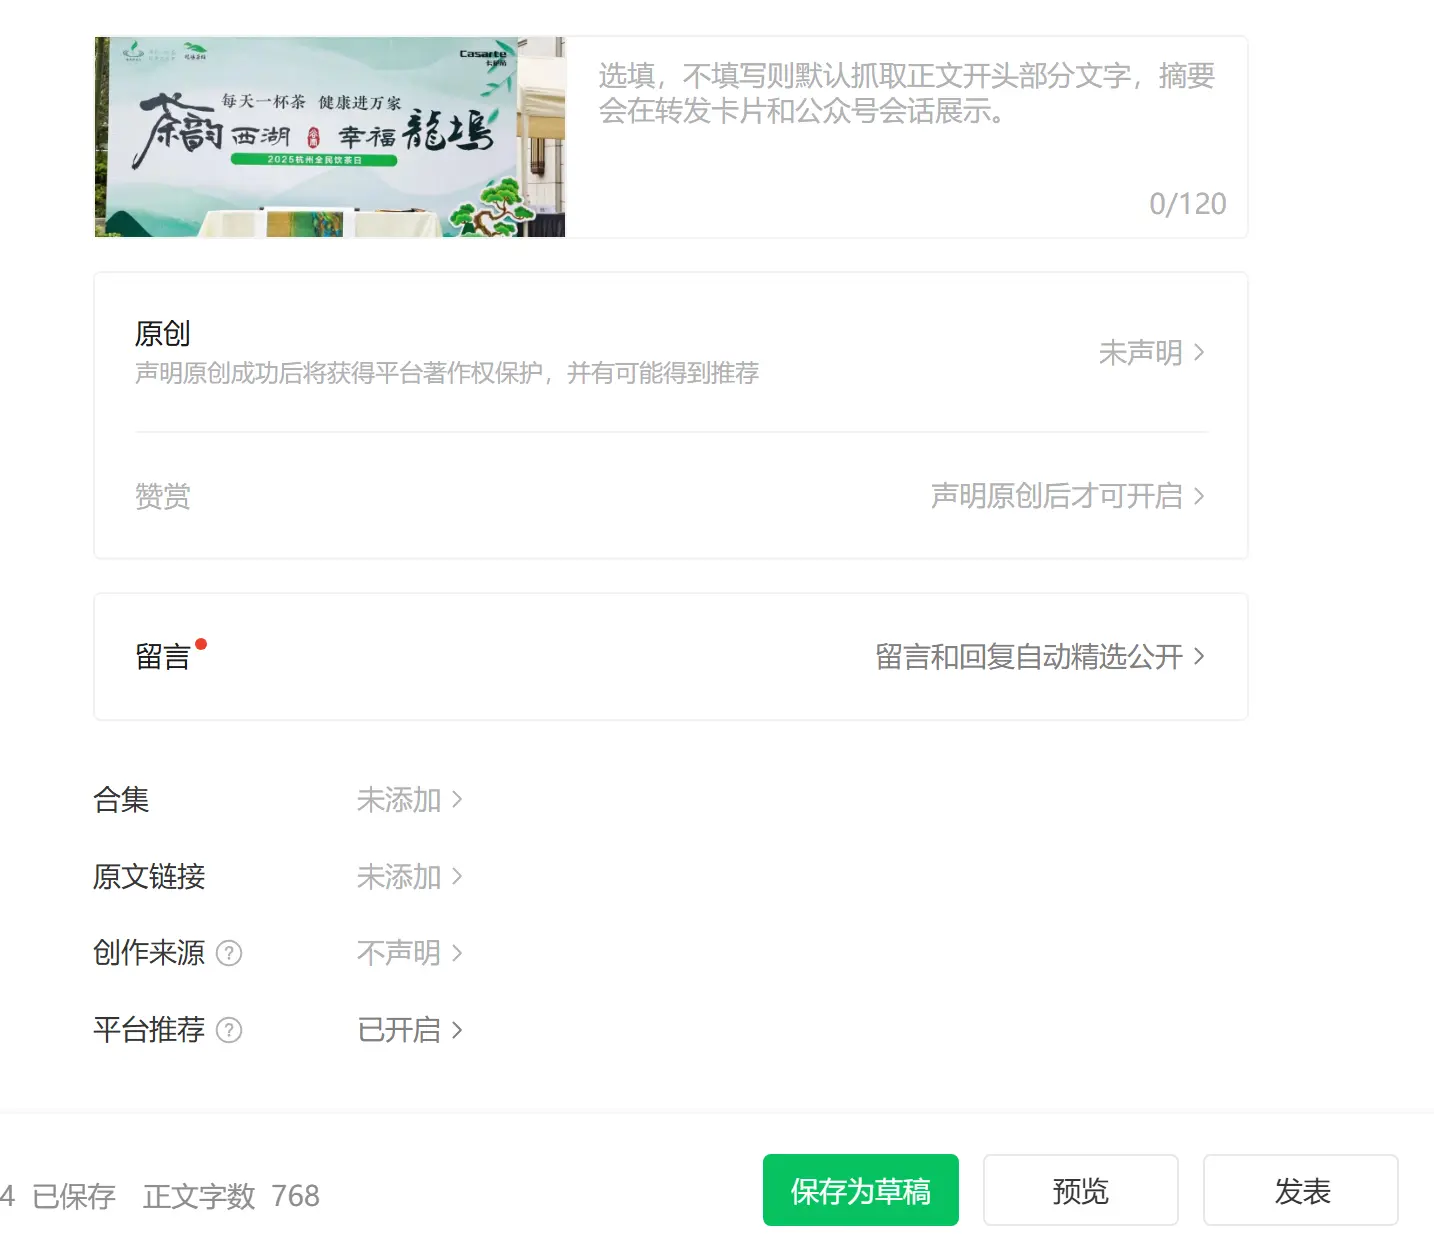 Casarte
每天一杯茶 健康进万家
茶韵西湖 幸福龍塢
2025杭州全民饮茶日
选填，不填写则默认抓取正文开头部分文字，摘要
会在转发卡片和公众号会话展示。
0/120
原创
声明原创成功后将获得平台著作权保护，并有可能得到推荐
未声明
赞赏
声明原创后才可开启
留言
留言和回复自动精选公开
合集
未添加
原文链接
未添加
创作来源 ?
不声明
平台推荐 ?
已开启
4 已保存 正文字数 768
保存为草稿
预览
发表